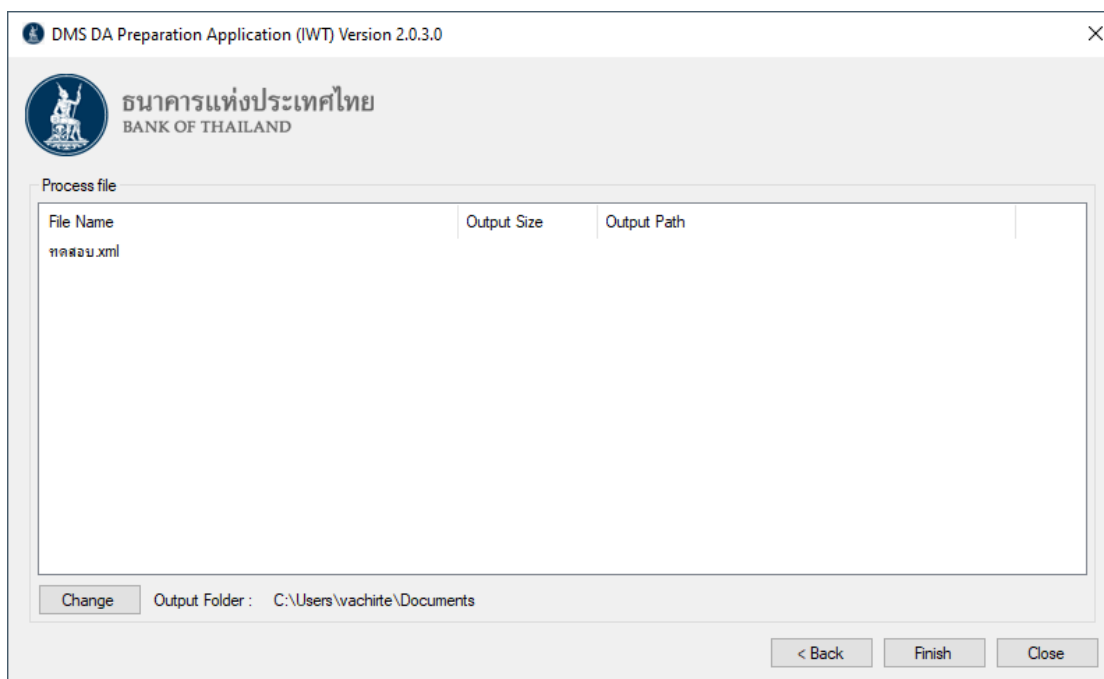 DMS DA Preparation Application (IWT) Version 2.0.3.0
ธนาคารแห่งประเทศไทย
BANK OF THAILAND
Process file
File Name Output Size Output Path
ทดสอบ.xml
Change Output Folder : C:\Users\vachirte\Documents
< Back Finish Close